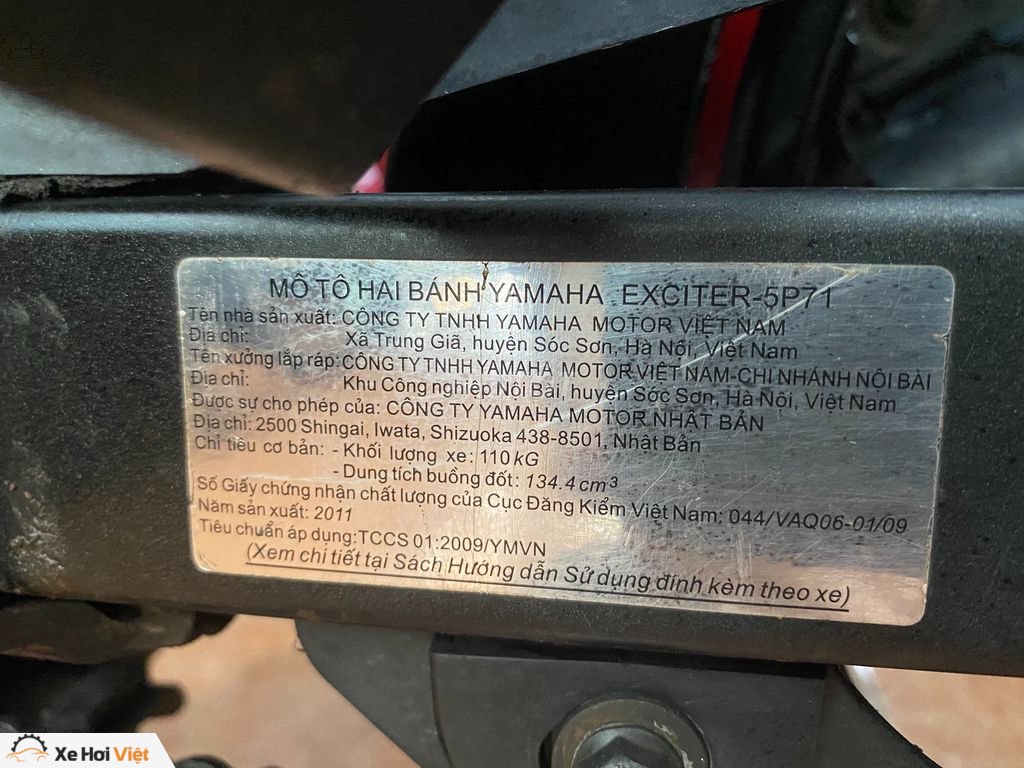 MÔ TÔ HAI BÁNH YAMAHA EXCITER-5P71
Tên nhà sản xuất: CÔNG TY TNHH YAMAHA MOTOR VIỆT NAM
Địa chỉ: Xã Trung Giã, huyện Sóc Sơn, Hà Nội, Việt Nam
Tên xưởng lắp ráp: CÔNG TY TNHH YAMAHA MOTOR VIỆT NAM-CHI NHÁNH NỘI BÀI
Địa chỉ: Khu Công nghiệp Nội Bài, huyện Sóc Sơn, Hà Nội, Việt Nam
Được sự cho phép của: CÔNG TY YAMAHA MOTOR NHẬT BẢN
Địa chỉ: 2500 Shingai, Iwata, Shizuoka 438-8501, Nhật Bản
Chỉ tiêu cơ bản: - Khối lượng xe: 110 kG
- Dung tích buồng đốt: 134.4 cm³
Số Giấy chứng nhận chất lượng của Cục Đăng Kiểm Việt Nam: 044/VAQ06-01/09
Năm sản xuất: 2011
Tiêu chuẩn áp dụng: TCCS 01:2009/YMVN
(Xem chi tiết tại Sách Hướng dẫn Sử dụng đính kèm theo xe)
Xe Hơi Việt